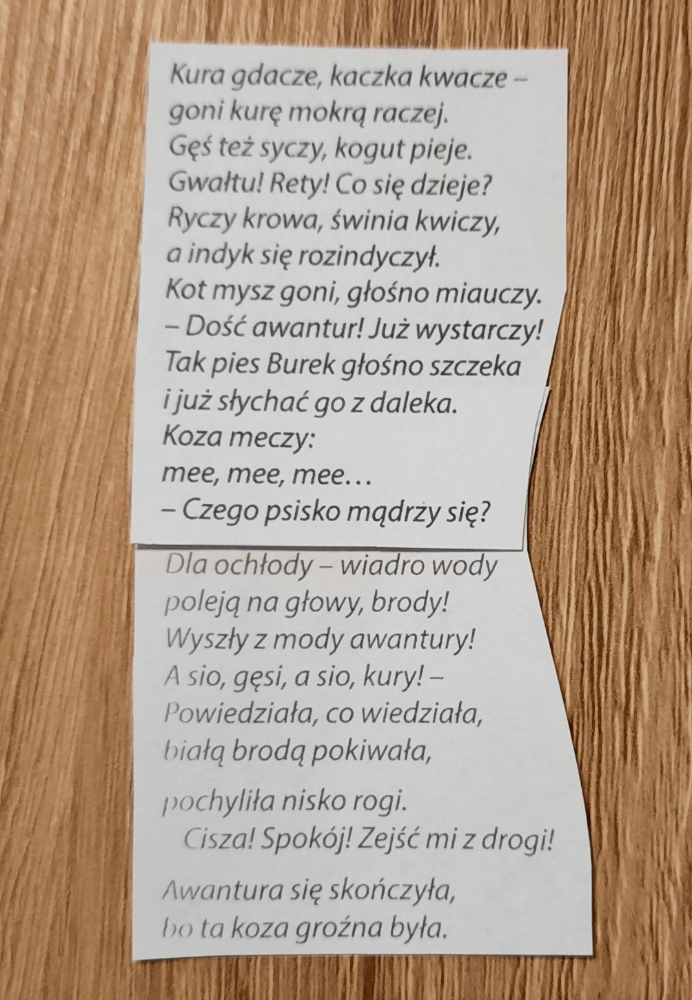 Kura gdacze, kaczka kwacze –
goni kurę mokrą raczej.
Gęś też syczy, kogut pieje.
Gwałtu! Rety! Co się dzieje?
Ryczy krowa, świnia kwiczy,
a indyk się rozindyczył.
Kot mysz goni, głośno miauczy.
– Dość awantur! Już wystarczy!
Tak pies Burek głośno szczeka
i już słychać go z daleka.
Koza meczy:
mee, mee, mee…
– Czego psisko mądrzy się?
Dla ochłody – wiadro wody
poleją na głowy, brody!
Wyszły z mody awantury!
A sio, gęsi, a sio, kury! –
Powiedziała, co wiedziała,
białą brodą pokiwała,
pochyliła nisko rogi.
Cisza! Spokój! Zejść mi z drogi!
Awantura się skończyła,
bo ta koza groźna była.